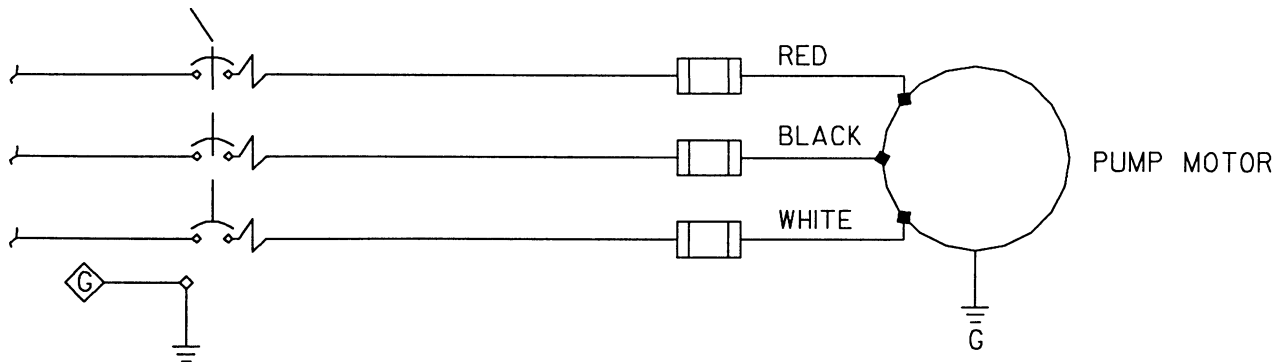 RED
BLACK
PUMP MOTOR
WHITE
G
G